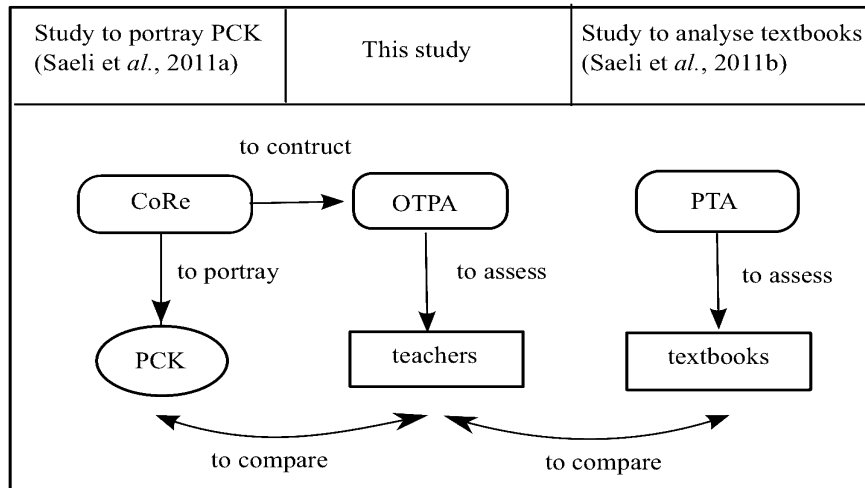 Study to portray PCK
(Saeli et al., 2011a)
This study
Study to analyse textbooks
(Saeli et al., 2011b)
to contruct
CoRe
OTPA
PTA
to portray
to assess
to assess
PCK
teachers
textbooks
to compare
to compare